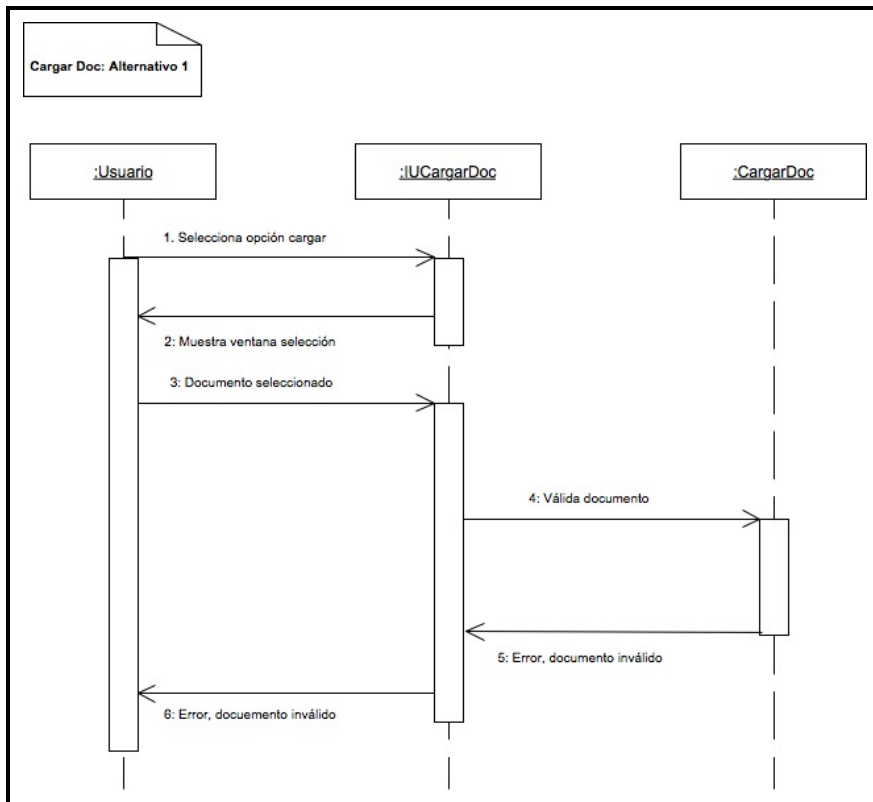 Cargar Doc: Alternativo 1
:Usuario
:IUCargarDoc
:CargarDoc
1. Selecciona opción cargar
2: Muestra ventana selección
3: Documento seleccionado
4: Válida documento
5: Error, documento inválido
6: Error, docuemento inválido